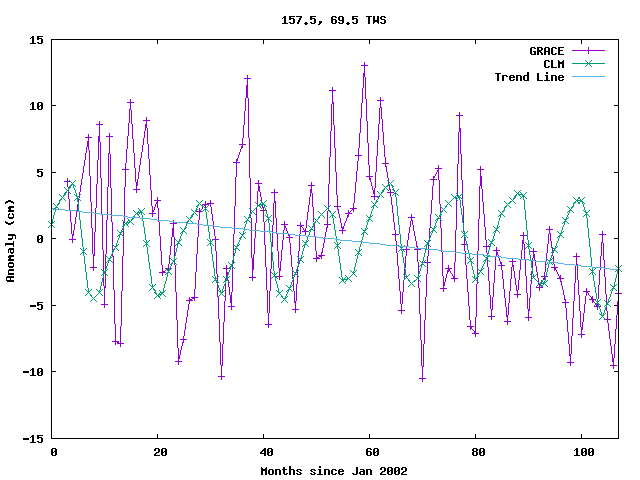 157.5, 69.5 TWS
15
GRACE
CLM
Trend Line
10
5
0
-5
-10
-15
Anomaly (cm)
0 20 40 60 80 100
Months since Jan 2002